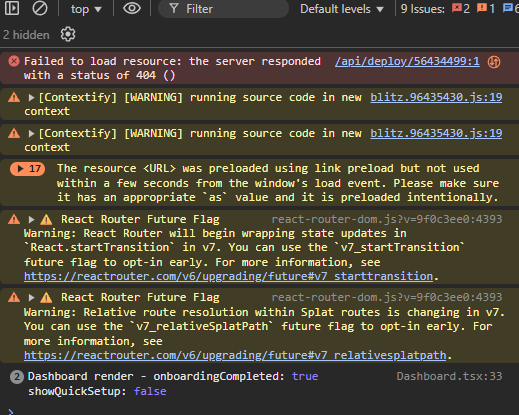 top Filter Default levels 9 Issues: 2 1 6
2 hidden
Failed to load resource: the server responded /api/deploy/56434499:1
with a status of 404 ()
[Contextify] [WARNING] running source code in new blitz.96435430.js:19
context
[Contextify] [WARNING] running source code in new blitz.96435430.js:19
context
17 The resource <URL> was preloaded using link preload but not used
within a few seconds from the window's load event. Please make sure
it has an appropriate `as` value and it is preloaded intentionally.
React Router Future Flag react-router-dom.js?v=9f0c3ee0:4393
Warning: React Router will begin wrapping state updates in
`React.startTransition` in v7. You can use the `v7_startTransition`
future flag to opt-in early. For more information, see
https://reactrouter.com/v6/upgrading/future#v7_starttransition.
React Router Future Flag react-router-dom.js?v=9f0c3ee0:4393
Warning: Relative route resolution within Splat routes is changing in v7.
You can use the `v7_relativeSplatPath` future flag to opt-in early. For
more information, see
https://reactrouter.com/v6/upgrading/future#v7_relativesplatpath.
2 Dashboard render - onboardingCompleted: true Dashboard.tsx:33
showQuickSetup: false